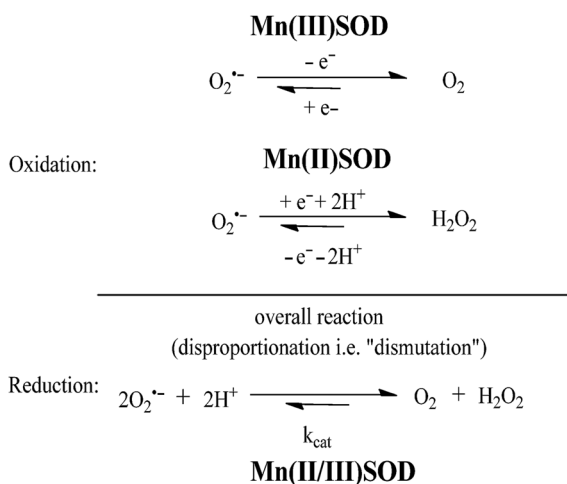 Mn(III)SOD
– e⁻
O₂•⁻ O₂
+ e–
Oxidation:
Mn(II)SOD
+ e⁻+ 2H⁺
O₂•⁻ H₂O₂
– e⁻ – 2H⁺
overall reaction
(disproportionation i.e. "dismutation")
Reduction:
2O₂•⁻ + 2H⁺ O₂ + H₂O₂
kcat
Mn(II/III)SOD